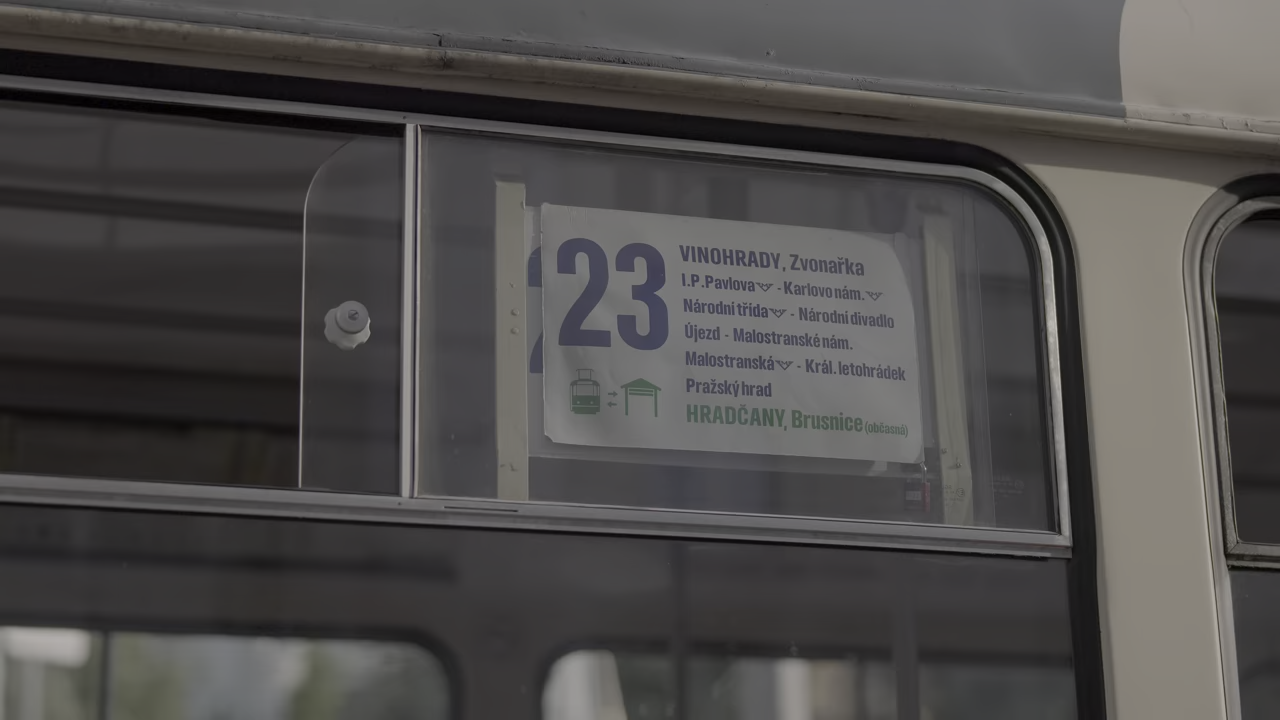 23
VINOHRADY, Zvonařka
I.P.Pavlova - Karlovo nám.
Národní třída - Národní divadlo
Újezd - Malostranské nám.
Malostranská - Král. letohrádek
Pražský hrad
HRADČANY, Brusnice (občasná)